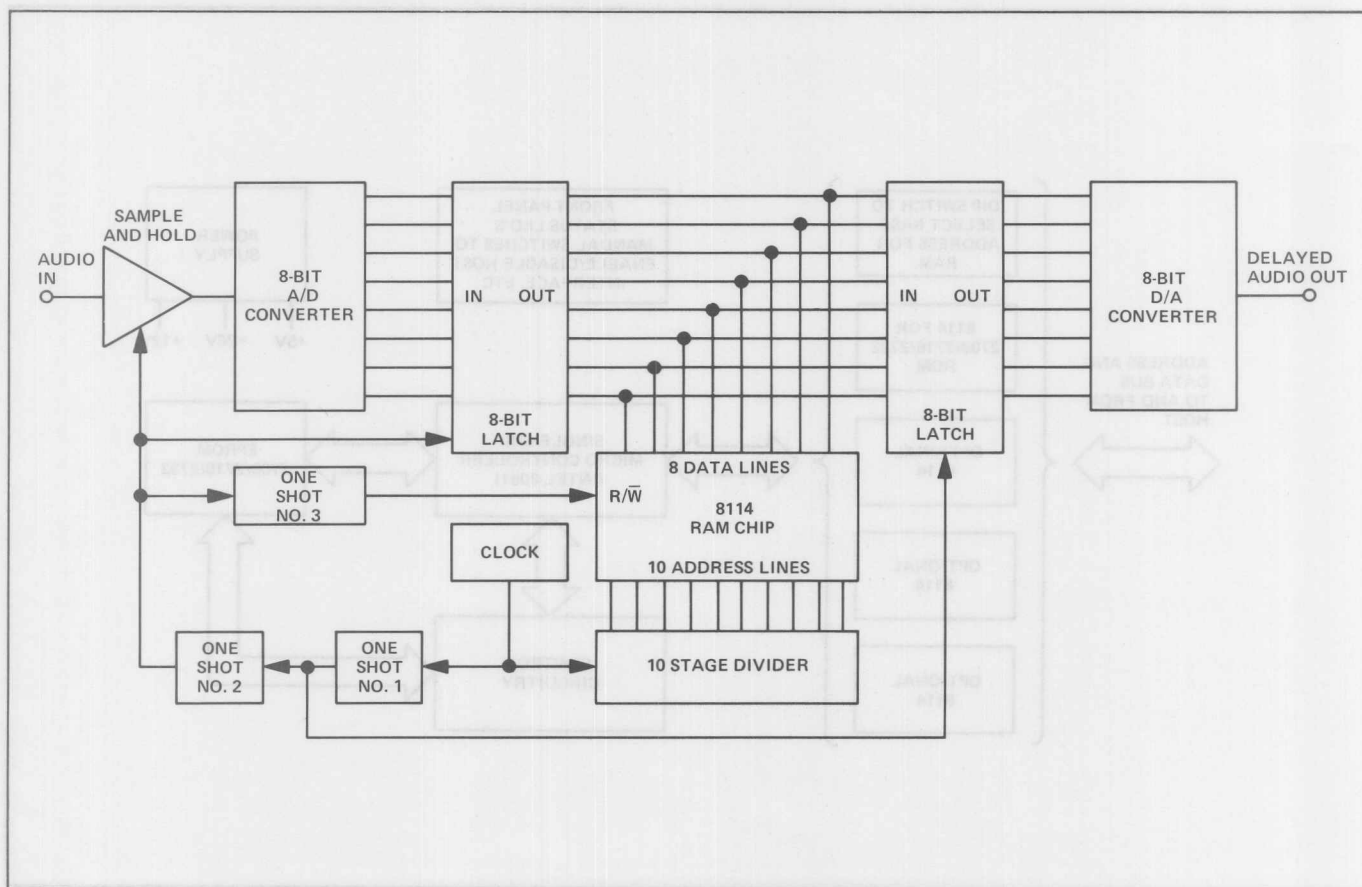 SAMPLE
AND HOLD
AUDIO
IN
8-BIT
A/D
CONVERTER
IN OUT
8-BIT
LATCH
IN OUT
8-BIT
LATCH
8-BIT
D/A
CONVERTER
DELAYED
AUDIO OUT
ONE
SHOT
NO. 3
R/W̅
8 DATA LINES
8114
RAM CHIP
10 ADDRESS LINES
CLOCK
ONE
SHOT
NO. 2
ONE
SHOT
NO. 1
10 STAGE DIVIDER